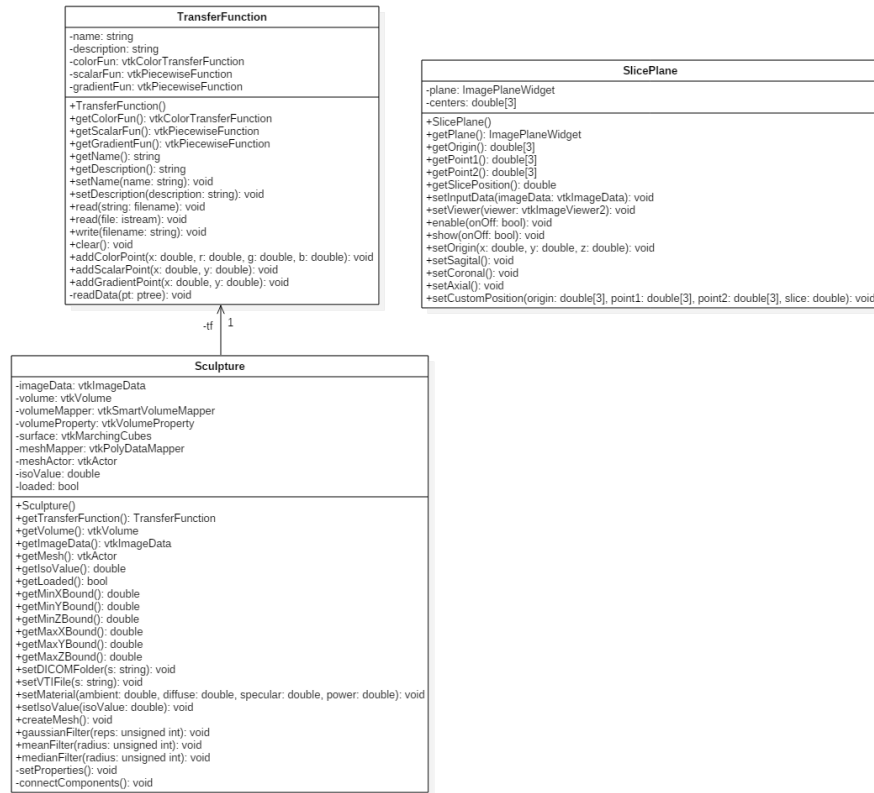 TransferFunction
-name: string
-description: string
-colorFun: vtkColorTransferFunction
-scalarFun: vtkPiecewiseFunction
-gradientFun: vtkPiecewiseFunction
+TransferFunction()
+getColorFun(): vtkColorTransferFunction
+getScalarFun(): vtkPiecewiseFunction
+getGradientFun(): vtkPiecewiseFunction
+getName(): string
+getDescription(): string
+setName(name: string): void
+setDescription(description: string): void
+read(string: filename): void
+read(file: istream): void
+write(filename: string): void
+clear(): void
+addColorPoint(x: double, r: double, g: double, b: double): void
+addScalarPoint(x: double, y: double): void
+addGradientPoint(x: double, y: double): void
-readData(pt: ptree): void
SlicePlane
-plane: ImagePlaneWidget
-centers: double[3]
+SlicePlane()
+getPlane(): ImagePlaneWidget
+getOrigin(): double[3]
+getPoint1(): double[3]
+getPoint2(): double[3]
+getSlicePosition(): double
+setInputData(imageData: vtkImageData): void
+setViewer(viewer: vtkImageViewer2): void
+enable(onOff: bool): void
+show(onOff: bool): void
+setOrigin(x: double, y: double, z: double): void
+setSagital(): void
+setCoronal(): void
+setAxial(): void
+setCustomPosition(origin: double[3], point1: double[3], point2: double[3], slice: double): void
-tf 1
Sculpture
-imageData: vtkImageData
-volume: vtkVolume
-volumeMapper: vtkSmartVolumeMapper
-volumeProperty: vtkVolumeProperty
-surface: vtkMarchingCubes
-meshMapper: vtkPolyDataMapper
-meshActor: vtkActor
-isoValue: double
-loaded: bool
+Sculpture()
+getTransferFunction(): TransferFunction
+getVolume(): vtkVolume
+getImageData(): vtkImageData
+getMesh(): vtkActor
+getIsoValue(): double
+getLoaded(): bool
+getMinXBound(): double
+getMinYBound(): double
+getMinZBound(): double
+getMaxXBound(): double
+getMaxYBound(): double
+getMaxZBound(): double
+setDICOMFolder(s: string): void
+setVTIFile(s: string): void
+setMaterial(ambient: double, diffuse: double, specular: double, power: double): void
+setIsoValue(isoValue: double): void
+createMesh(): void
+gaussianFilter(reps: unsigned int): void
+meanFilter(radius: unsigned int): void
+medianFilter(radius: unsigned int): void
-setProperties(): void
-connectComponents(): void